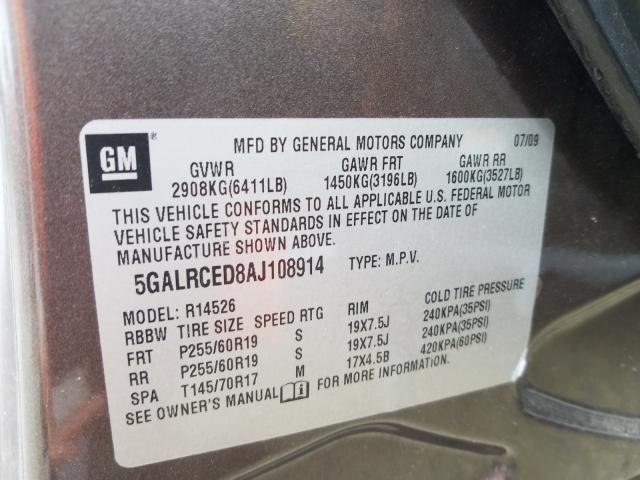 GM
MFD BY GENERAL MOTORS COMPANY 07/09
GVWR GAWR FRT GAWR RR
2908KG(6411LB) 1450KG(3196LB) 1600KG(3527LB)
THIS VEHICLE CONFORMS TO ALL APPLICABLE U.S. FEDERAL MOTOR
VEHICLE SAFETY STANDARDS IN EFFECT ON THE DATE OF
MANUFACTURE SHOWN ABOVE.
5GALRCED8AJ108914 TYPE: M.P.V.
MODEL: R14526
RBBW TIRE SIZE SPEED RTG RIM COLD TIRE PRESSURE
FRT P255/60R19 S 19X7.5J 240KPA(35PSI)
RR P255/60R19 S 19X7.5J 240KPA(35PSI)
SPA T145/70R17 M 17X4.5B 420KPA(60PSI)
SEE OWNER'S MANUAL FOR MORE INFORMATION.